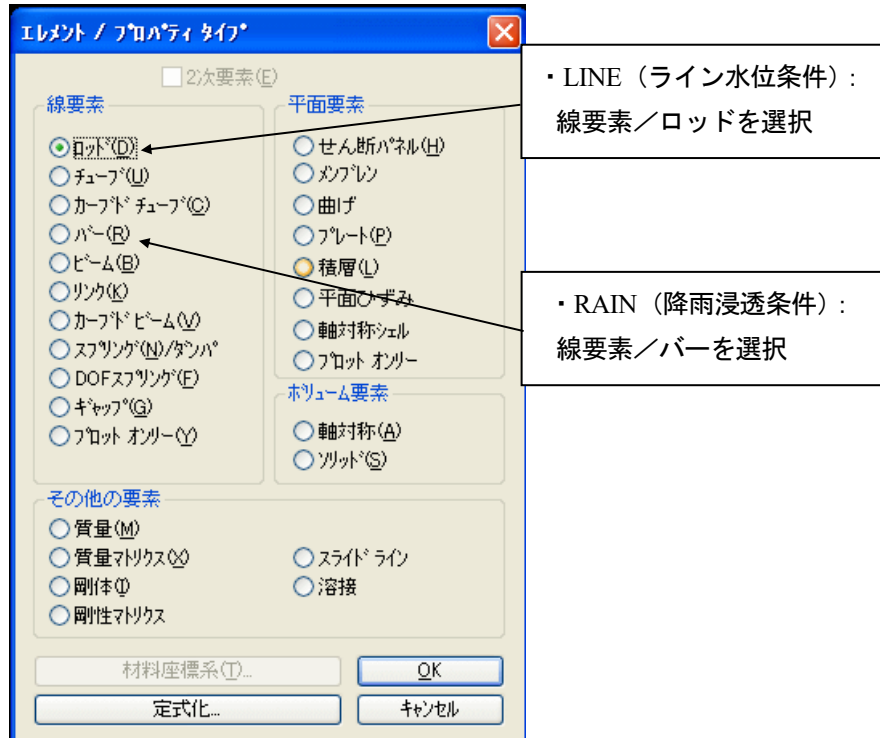 エレメント / プロパティ タイプ
2次要素(E)
線要素
ロッド(D)
チューブ(U)
カーブド チューブ(C)
バー(R)
ビーム(B)
リンク(K)
カーブド ビーム(V)
スプリング(N)/ダンパ
DOFスプリング(F)
ギャップ(G)
プロット オンリー(Y)
平面要素
せん断パネル(H)
メンブレン
曲げ
プレート(P)
積層(L)
平面ひずみ
軸対称シェル
プロット オンリー
ボリューム要素
軸対称(A)
ソリッド(S)
その他の要素
質量(M)
質量マトリクス(X)
剛体(I)
剛性マトリクス
スライド ライン
溶接
材料座標系(T)...
OK
定式化...
キャンセル
・LINE(ライン水位条件):
線要素/ロッドを選択
・RAIN(降雨浸透条件):
線要素/バーを選択